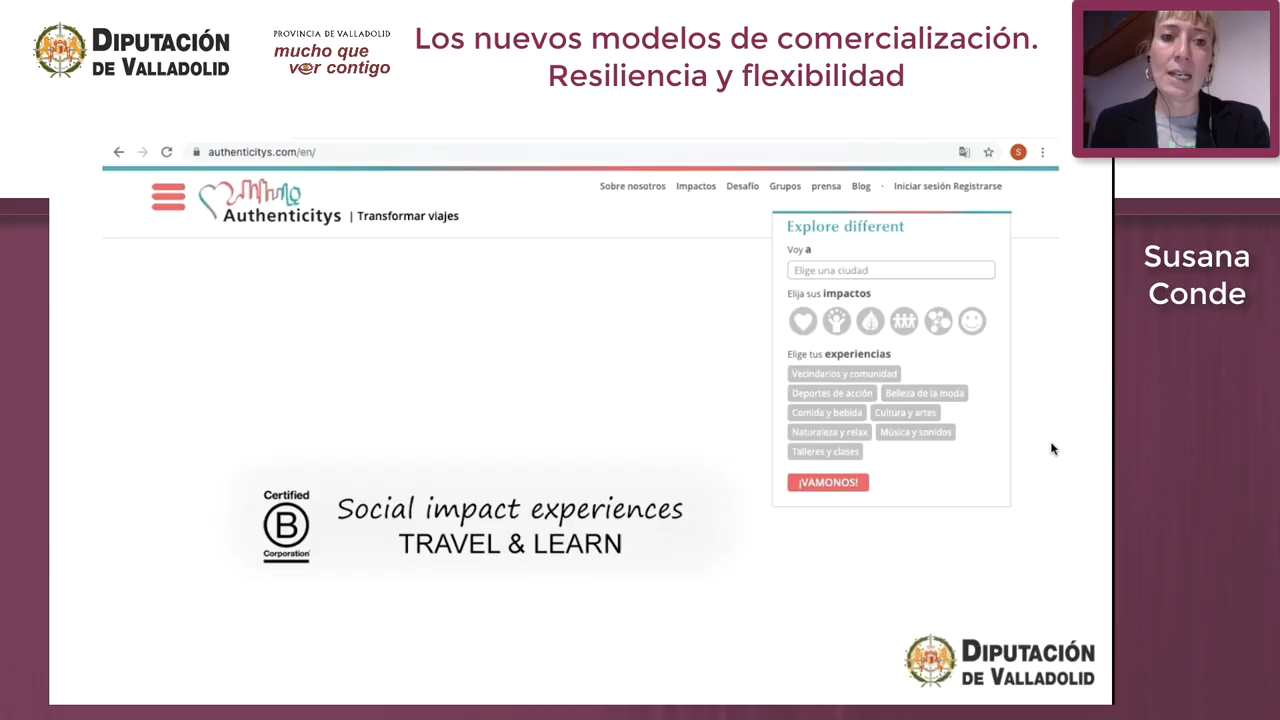 DIPUTACIÓN
DE VALLADOLID
PROVINCIA DE VALLADOLID
mucho que
ver contigo
Los nuevos modelos de comercialización.
Resiliencia y flexibilidad
authenticitys.com/en/
S
Authenticitys | Transformar viajes
Sobre nosotros Impactos Desafío Grupos prensa Blog · Iniciar sesión Registrarse
Explore different
Voy a
Elige una ciudad
Elija sus impactos
Elige tus experiencias
Vecindarios y comunidad
Deportes de acción Belleza de la moda
Comida y bebida Cultura y artes
Naturaleza y relax Música y sonidos
Talleres y clases
¡VAMONOS!
Susana
Conde
Certified
B
Corporation
Social impact experiences
TRAVEL & LEARN
DIPUTACIÓN
DE VALLADOLID